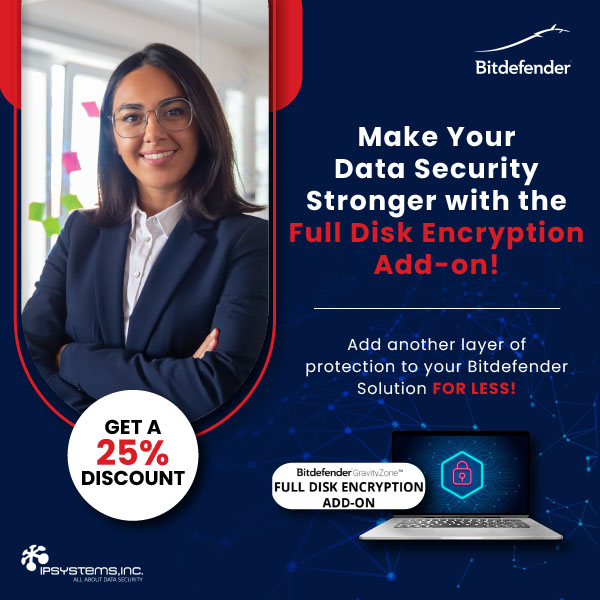 Bitdefender
Make Your
Data Security
Stronger with the
Full Disk Encryption
Add-on!
Add another layer of
protection to your Bitdefender
Solution FOR LESS!
GET A
25%
DISCOUNT
Bitdefender GravityZone™
FULL DISK ENCRYPTION
ADD-ON
IPSYSTEMS,INC.
ALL ABOUT DATA SECURITY